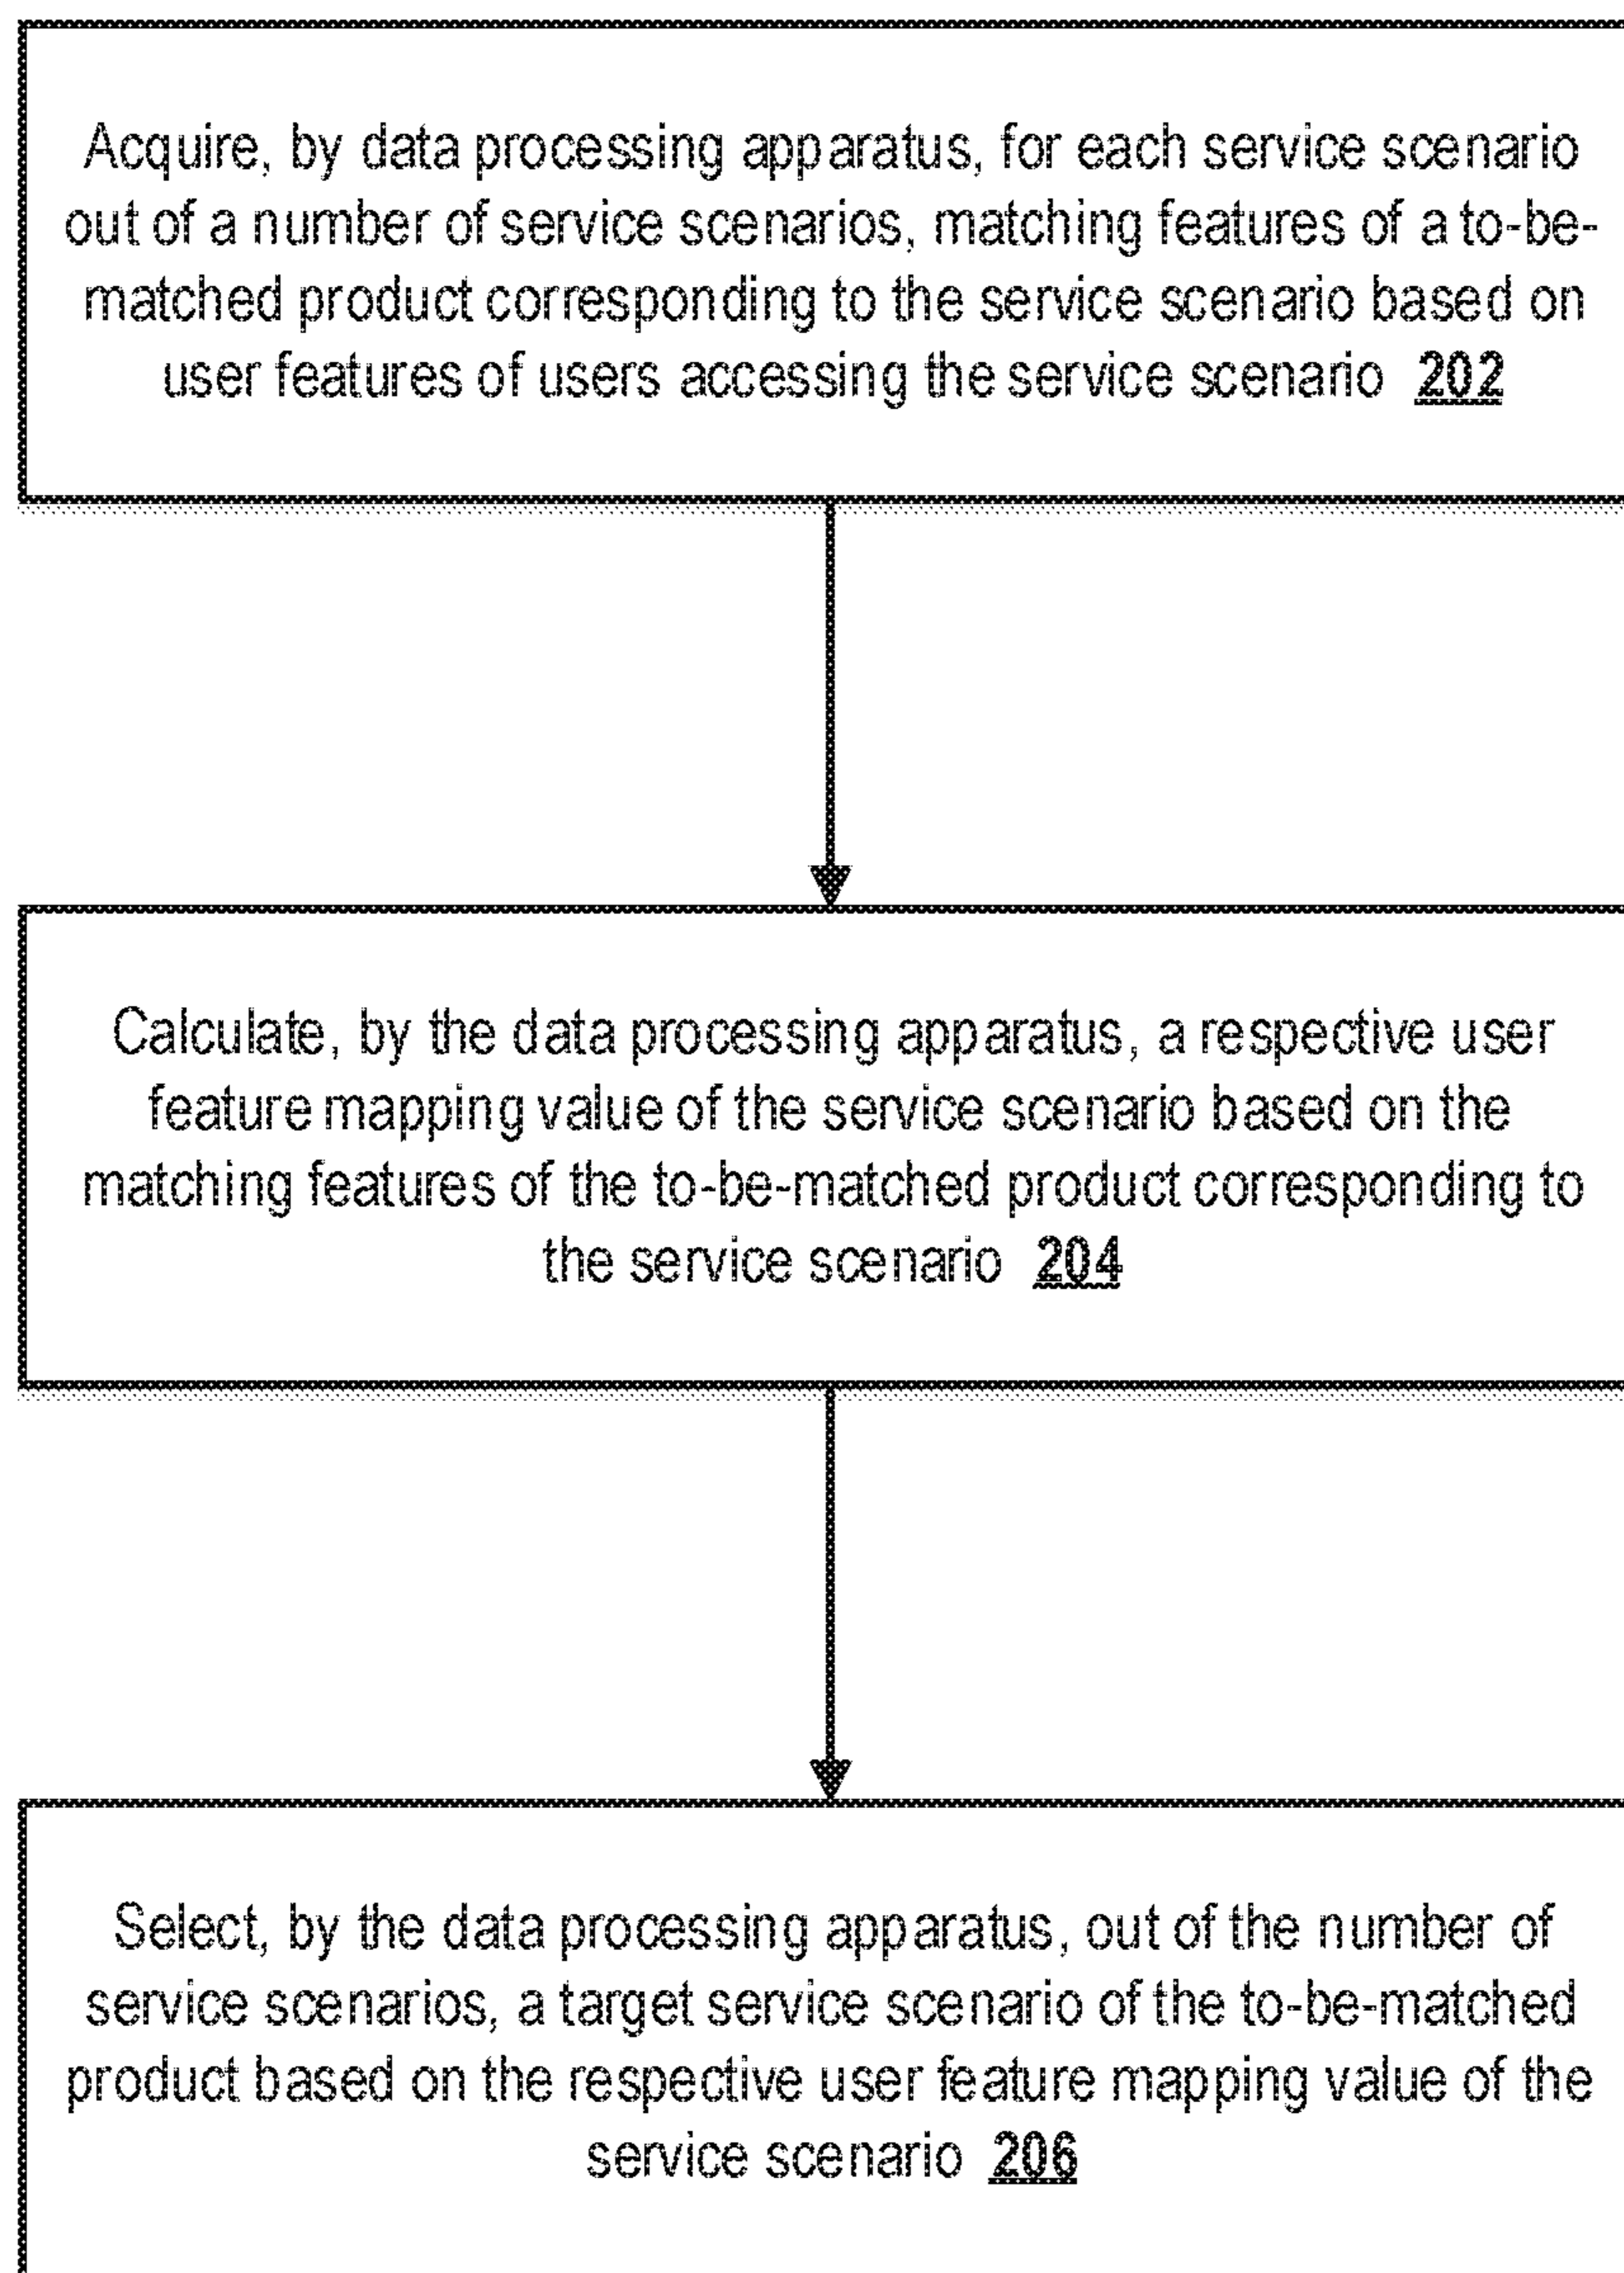 Acquire, by data processing apparatus, for each service scenario
out of a number of service scenarios, matching features of a to-be-
matched product corresponding to the service scenario based on
user features of users accessing the service scenario 202
Calculate, by the data processing apparatus, a respective user
feature mapping value of the service scenario based on the
matching features of the to-be-matched product corresponding to
the service scenario 204
Select, by the data processing apparatus, out of the number of
service scenarios, a target service scenario of the to-be-matched
product based on the respective user feature mapping value of the
service scenario 206